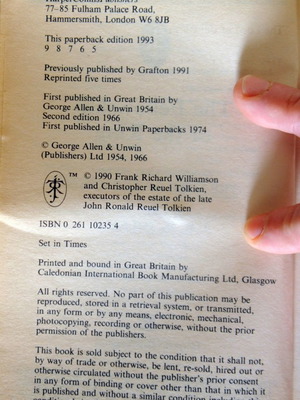 77–85 Fulham Palace Road,
Hammersmith, London W6 8JB
This paperback edition 1993
9 8 7 6 5
Previously published by Grafton 1991
Reprinted five times
First published in Great Britain by
George Allen & Unwin 1954
Second edition 1966
First published in Unwin Paperbacks 1974
© George Allen & Unwin
(Publishers) Ltd 1954, 1966
TM © 1990 Frank Richard Williamson
and Christopher Reuel Tolkien,
executors of the estate of the late
John Ronald Reuel Tolkien
ISBN 0 261 10235 4
Set in Times
Printed and bound in Great Britain by
Caledonian International Book Manufacturing Ltd, Glasgow
All rights reserved. No part of this publication may be
reproduced, stored in a retrieval system, or transmitted,
in any form or by any means, electronic, mechanical,
photocopying, recording or otherwise, without the prior
permission of the publishers.
This book is sold subject to the condition that it shall not,
by way of trade or otherwise, be lent, re-sold, hired out or
otherwise circulated without the publisher's prior consent
in any form of binding or cover other than that in which it
is published and without a similar condition